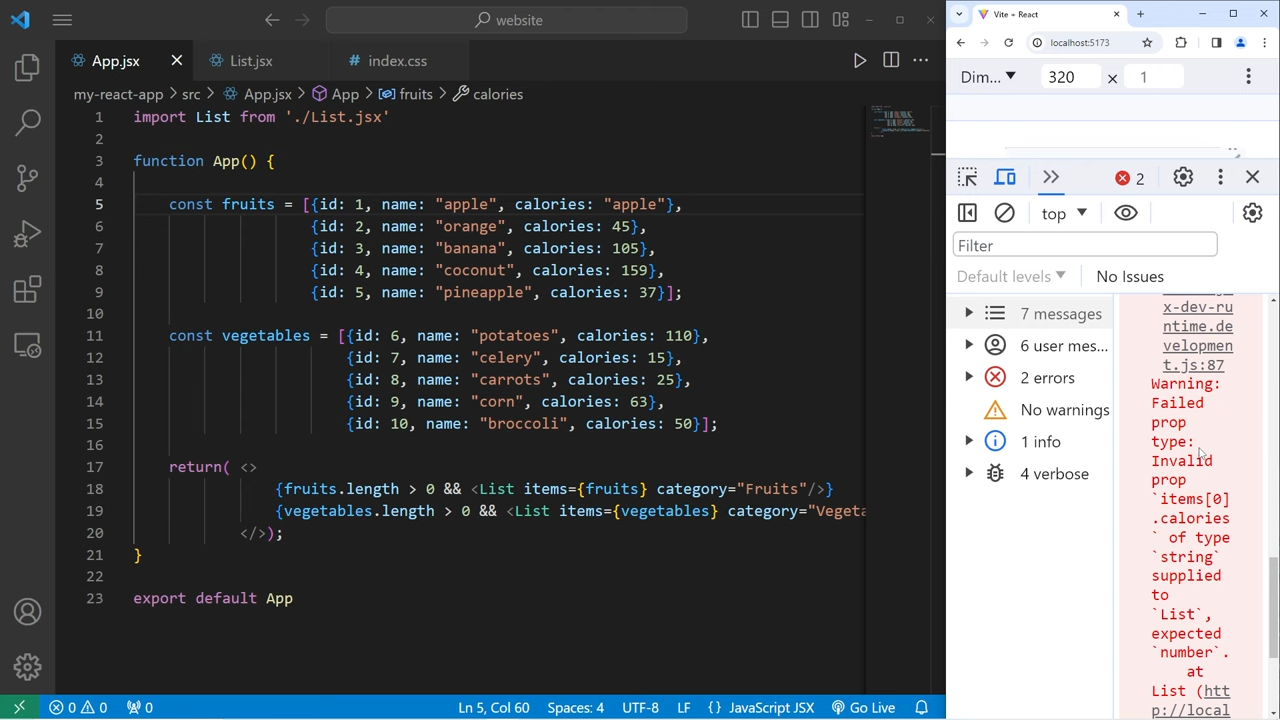 website
App.jsx
List.jsx
# index.css
my-react-app > src > App.jsx > App > fruits > calories
1 import List from './List.jsx'
2
3 function App() {
4
5 const fruits = [{id: 1, name: "apple", calories: "apple"},
6 {id: 2, name: "orange", calories: 45},
7 {id: 3, name: "banana", calories: 105},
8 {id: 4, name: "coconut", calories: 159},
9 {id: 5, name: "pineapple", calories: 37}];
10
11 const vegetables = [{id: 6, name: "potatoes", calories: 110},
12 {id: 7, name: "celery", calories: 15},
13 {id: 8, name: "carrots", calories: 25},
14 {id: 9, name: "corn", calories: 63},
15 {id: 10, name: "broccoli", calories: 50}];
16
17 return( <>
18 {fruits.length > 0 && <List items={fruits} category="Fruits"/>}
19 {vegetables.length > 0 && <List items={vegetables} category="Vegeta
20 </>);
21 }
22
23 export default App
0 0 0
Ln 5, Col 60
Spaces: 4
UTF-8
LF
{} JavaScript JSX
Go Live
Vite + React
localhost:5173
Dim...
320 × 1
2
top
Filter
Default levels
No Issues
7 messages
6 user mes...
2 errors
No warnings
1 info
4 verbose
x-dev-ru
ntime.de
velopmen
t.js:87
Warning:
Failed
prop
type:
Invalid
prop
`items[0]
.calories
` of type
`string`
supplied
to
`List`,
expected
`number`.
at
List (htt
p://local